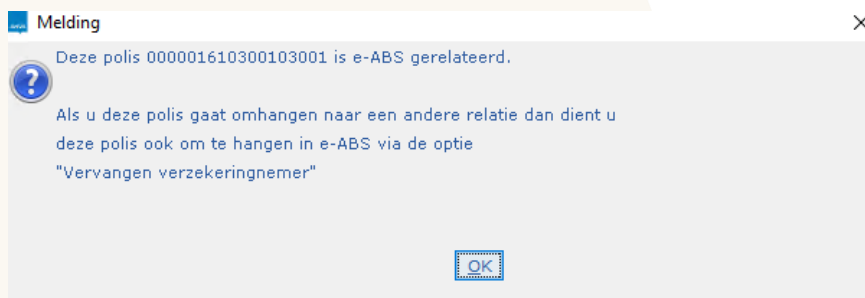 Melding
Deze polis 000001610300103001 is e-ABS gerelateerd.
Als u deze polis gaat omhangen naar een andere relatie dan dient u
deze polis ook om te hangen in e-ABS via de optie
"Vervangen verzekeringnemer"
OK